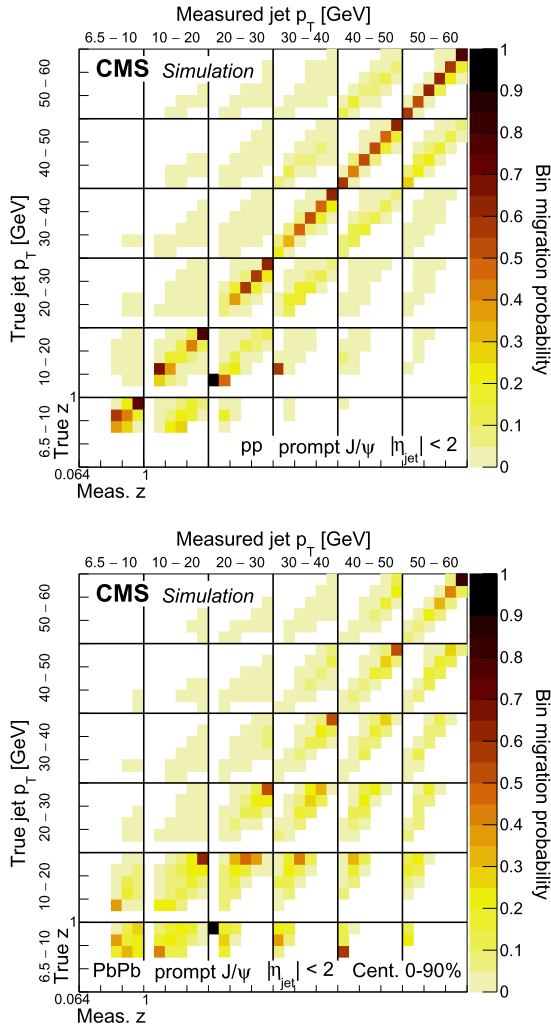 Measured jet p_T [GeV]
6.5 − 10 10 − 20 20 − 30 30 − 40 40 − 50 50 − 60
CMS Simulation
True jet p_T [GeV]
50 − 60
40 − 50
30 − 40
20 − 30
10 − 20
6.5 − 10
1
True z
0.064 1
Meas. z
pp prompt J/ψ |η_jet| < 2
1
0.9
0.8
0.7
0.6
0.5
0.4
0.3
0.2
0.1
0
Bin migration probability
Measured jet p_T [GeV]
6.5 − 10 10 − 20 20 − 30 30 − 40 40 − 50 50 − 60
CMS Simulation
True jet p_T [GeV]
50 − 60
40 − 50
30 − 40
20 − 30
10 − 20
6.5 − 10
1
True z
0.064 1
Meas. z
PbPb prompt J/ψ |η_jet| < 2 Cent. 0-90%
1
0.9
0.8
0.7
0.6
0.5
0.4
0.3
0.2
0.1
0
Bin migration probability